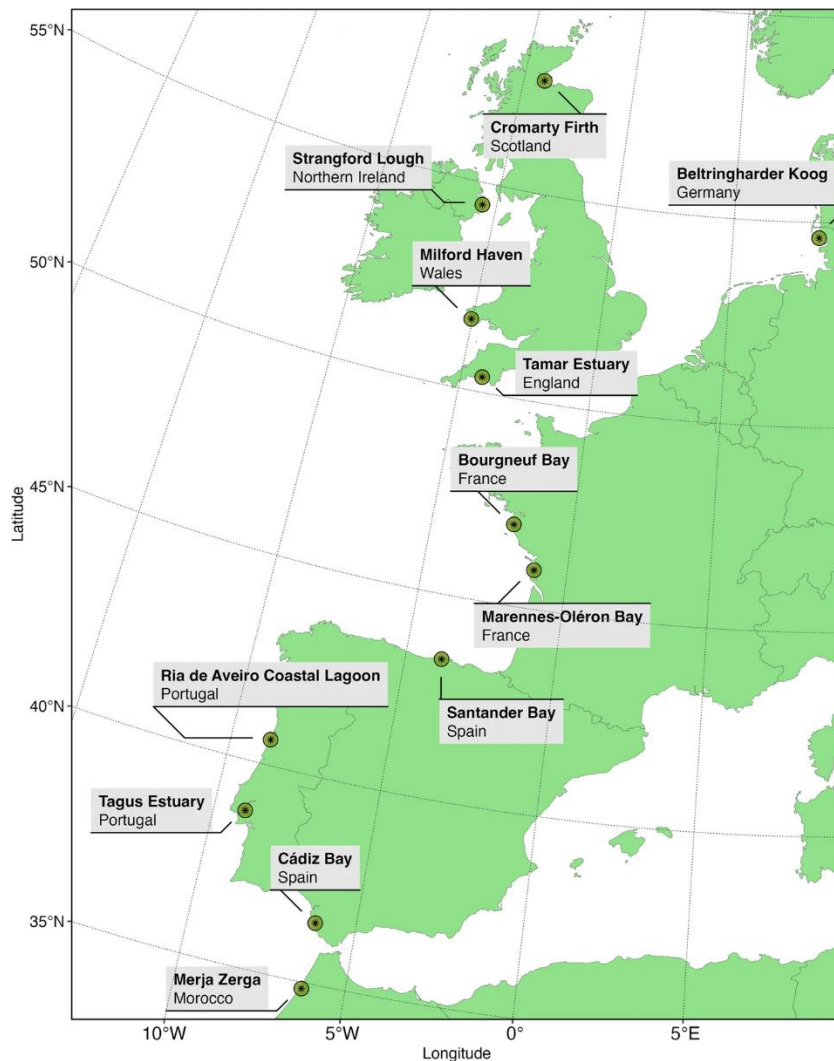 55°N
Cromarty Firth
Scotland
Strangford Lough
Northern Ireland
Beltringharder Koog
Germany
50°N
Milford Haven
Wales
Tamar Estuary
England
Bourgneuf Bay
France
45°N
Latitude
Marennes-Oléron Bay
France
Ria de Aveiro Coastal Lagoon
Portugal
Santander Bay
Spain
40°N
Tagus Estuary
Portugal
Cádiz Bay
Spain
35°N
Merja Zerga
Morocco
10°W
5°W
0°
5°E
Longitude